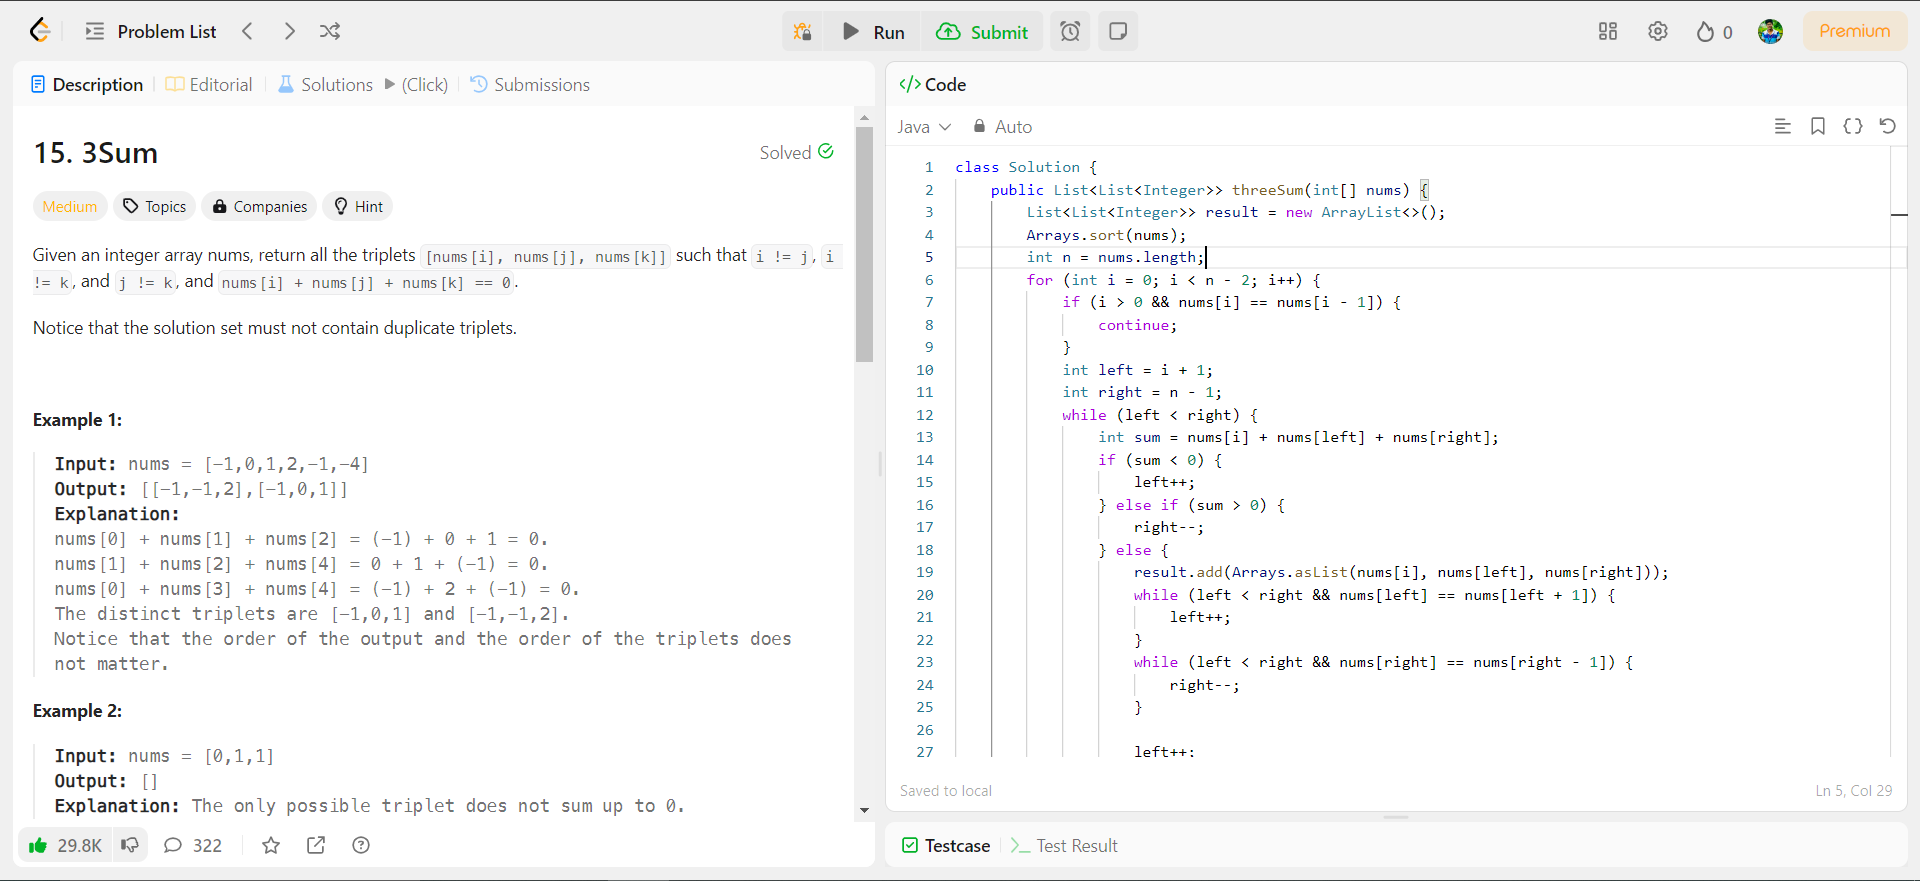 Problem List
Run
Submit
0
Premium
Description
Editorial
Solutions
(Click)
Submissions
15. 3Sum
Solved
Medium
Topics
Companies
Hint
Given an integer array nums, return all the triplets [nums[i], nums[j], nums[k]] such that i != j, i
!= k, and j != k, and nums[i] + nums[j] + nums[k] == 0.
Notice that the solution set must not contain duplicate triplets.
Example 1:
Input: nums = [-1,0,1,2,-1,-4]
Output: [[-1,-1,2],[-1,0,1]]
Explanation:
nums[0] + nums[1] + nums[2] = (-1) + 0 + 1 = 0.
nums[1] + nums[2] + nums[4] = 0 + 1 + (-1) = 0.
nums[0] + nums[3] + nums[4] = (-1) + 2 + (-1) = 0.
The distinct triplets are [-1,0,1] and [-1,-1,2].
Notice that the order of the output and the order of the triplets does
not matter.
Example 2:
Input: nums = [0,1,1]
Output: []
Explanation: The only possible triplet does not sum up to 0.
29.8K
322
</> Code
Java
Auto
1 class Solution {
2 public List<List<Integer>> threeSum(int[] nums) {
3 List<List<Integer>> result = new ArrayList<>();
4 Arrays.sort(nums);
5 int n = nums.length;
6 for (int i = 0; i < n - 2; i++) {
7 if (i > 0 && nums[i] == nums[i - 1]) {
8 continue;
9 }
10 int left = i + 1;
11 int right = n - 1;
12 while (left < right) {
13 int sum = nums[i] + nums[left] + nums[right];
14 if (sum < 0) {
15 left++;
16 } else if (sum > 0) {
17 right--;
18 } else {
19 result.add(Arrays.asList(nums[i], nums[left], nums[right]));
20 while (left < right && nums[left] == nums[left + 1]) {
21 left++;
22 }
23 while (left < right && nums[right] == nums[right - 1]) {
24 right--;
25 }
26
27 left++;
Saved to local
Ln 5, Col 29
Testcase
Test Result